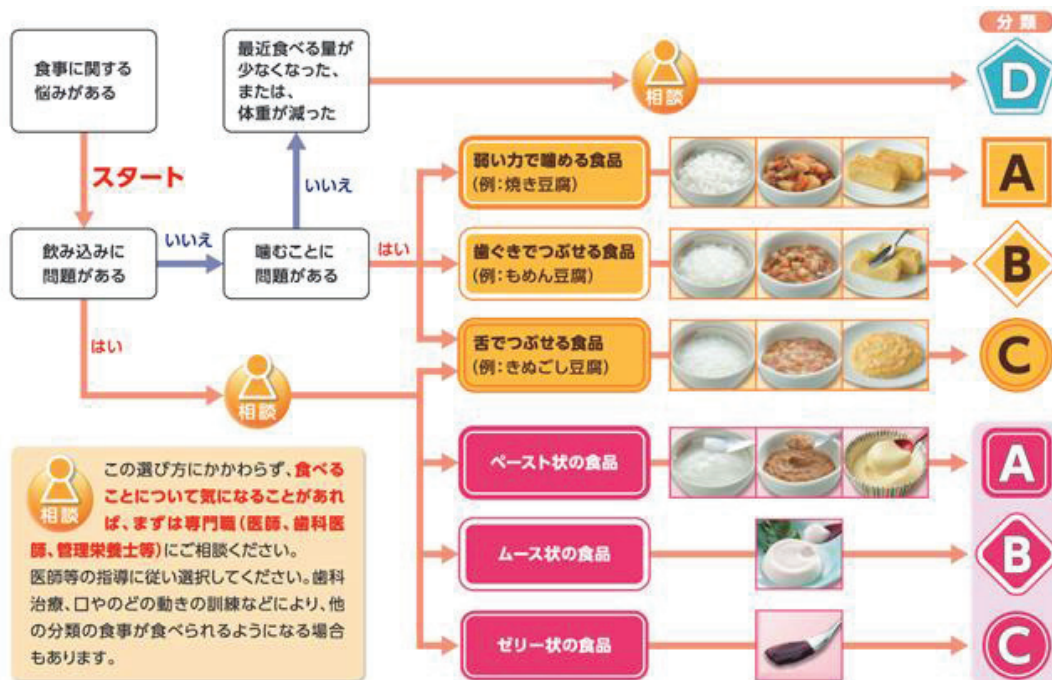 食事に関する
悩みがある
スタート
飲み込みに
問題がある
いいえ
噛むことに
問題がある
いいえ
最近食べる量が
少なくなった、
または、
体重が減った
相談
分類
D
はい
弱い力で噛める食品
(例：焼き豆腐)
A
歯ぐきでつぶせる食品
(例：もめん豆腐)
B
舌でつぶせる食品
(例：きぬごし豆腐)
C
はい
相談
ペースト状の食品
A
ムース状の食品
B
ゼリー状の食品
C
相談
この選び方にかかわらず、食べる
ことについて気になることがあれ
ば、まずは専門職（医師、歯科医
師、管理栄養士等）にご相談ください。
医師等の指導に従い選択してください。歯科
治療、口やのどの動きの訓練などにより、他
の分類の食事が食べられるようになる場合
もあります。